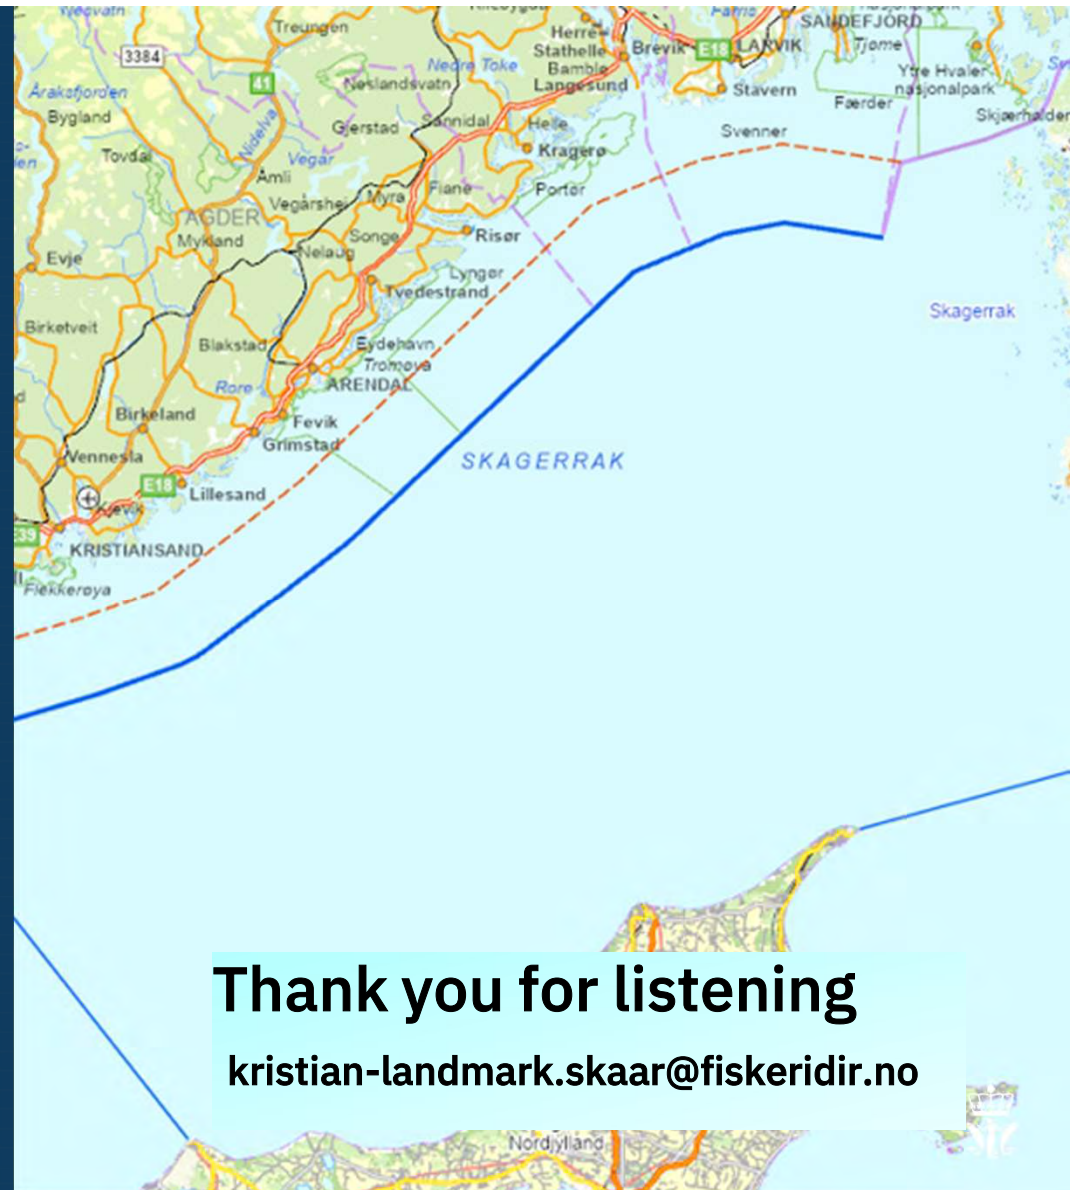 Treungen
Herre
SANDEFJORD
3384
Stathelle
Brevik
E18
LARVIK
Tjøme
Bamble
Nedre Toke
Ytre Hvaler
nasjonalpark
41
Neslandsvatn
Langesund
Stavern
Åraksfjorden
Færder
Bygland
Nidelva
Gjerstad
Sannidal
Helle
Svenner
Skjærhalden
Tovdal
Vegår
Kragerø
Åmli
Fiane
Portør
Vegårshei
Myra
AGDER
Mykland
Songe
Risør
Evje
Nelaug
Lyngør
Tvedestrand
Skagerrak
Birketveit
Blakstad
Eydehavn
Tromøya
Rore
ARENDAL
Birkeland
Fevik
Grimstad
Vennesla
SKAGERRAK
E18
Lillesand
Kjevik
E39
KRISTIANSAND
Flekkerøya
Thank you for listening
kristian-landmark.skaar@fiskeridir.no
Nordjylland